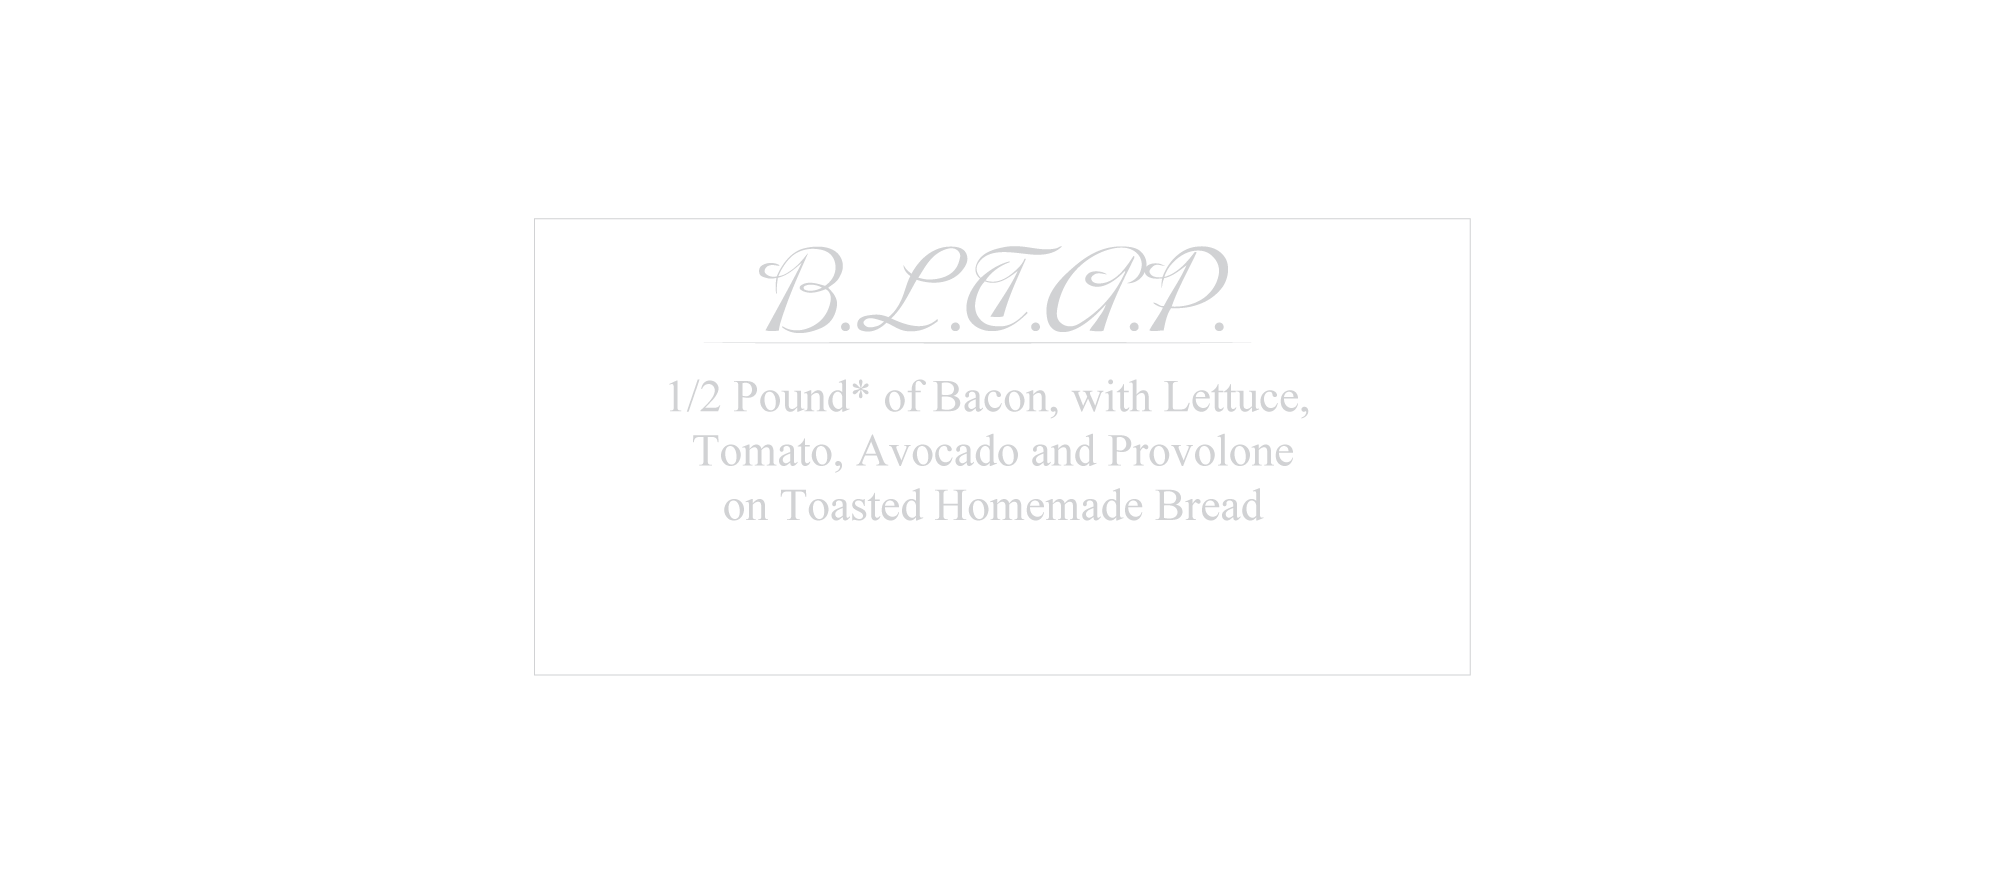 B.L.T.A.P.
1/2 Pound* of Bacon, with Lettuce,
Tomato, Avocado and Provolone
on Toasted Homemade Bread